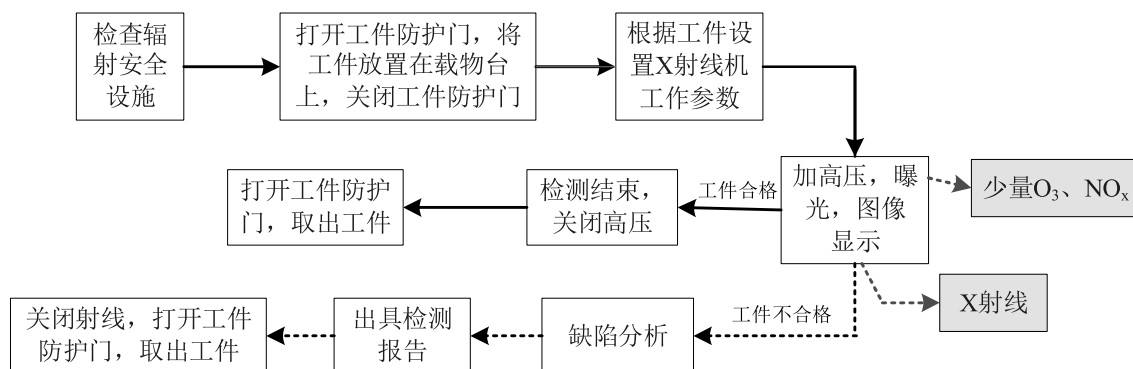 检查辐
射安全
设施
打开工件防护门，将
工件放置在载物台
上，关闭工件防护门
根据工件设
置X射线机
工作参数
加高压，曝
光，图像
显示
少量O₃、NOₓ
X射线
工件合格
检测结束，
关闭高压
打开工件防护
门，取出工件
工件不合格
缺陷分析
出具检测
报告
关闭射线，打开工件
防护门，取出工件